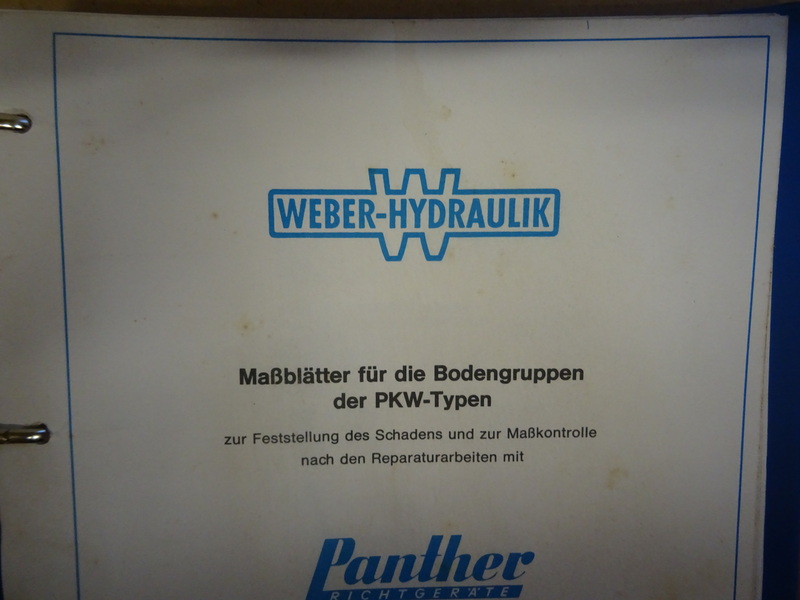 WEBER-HYDRAULIK
Maßblätter für die Bodengruppen
der PKW-Typen
zur Feststellung des Schadens und zur Maßkontrolle
nach den Reparaturarbeiten mit
Panther
RICHTGERÄTE